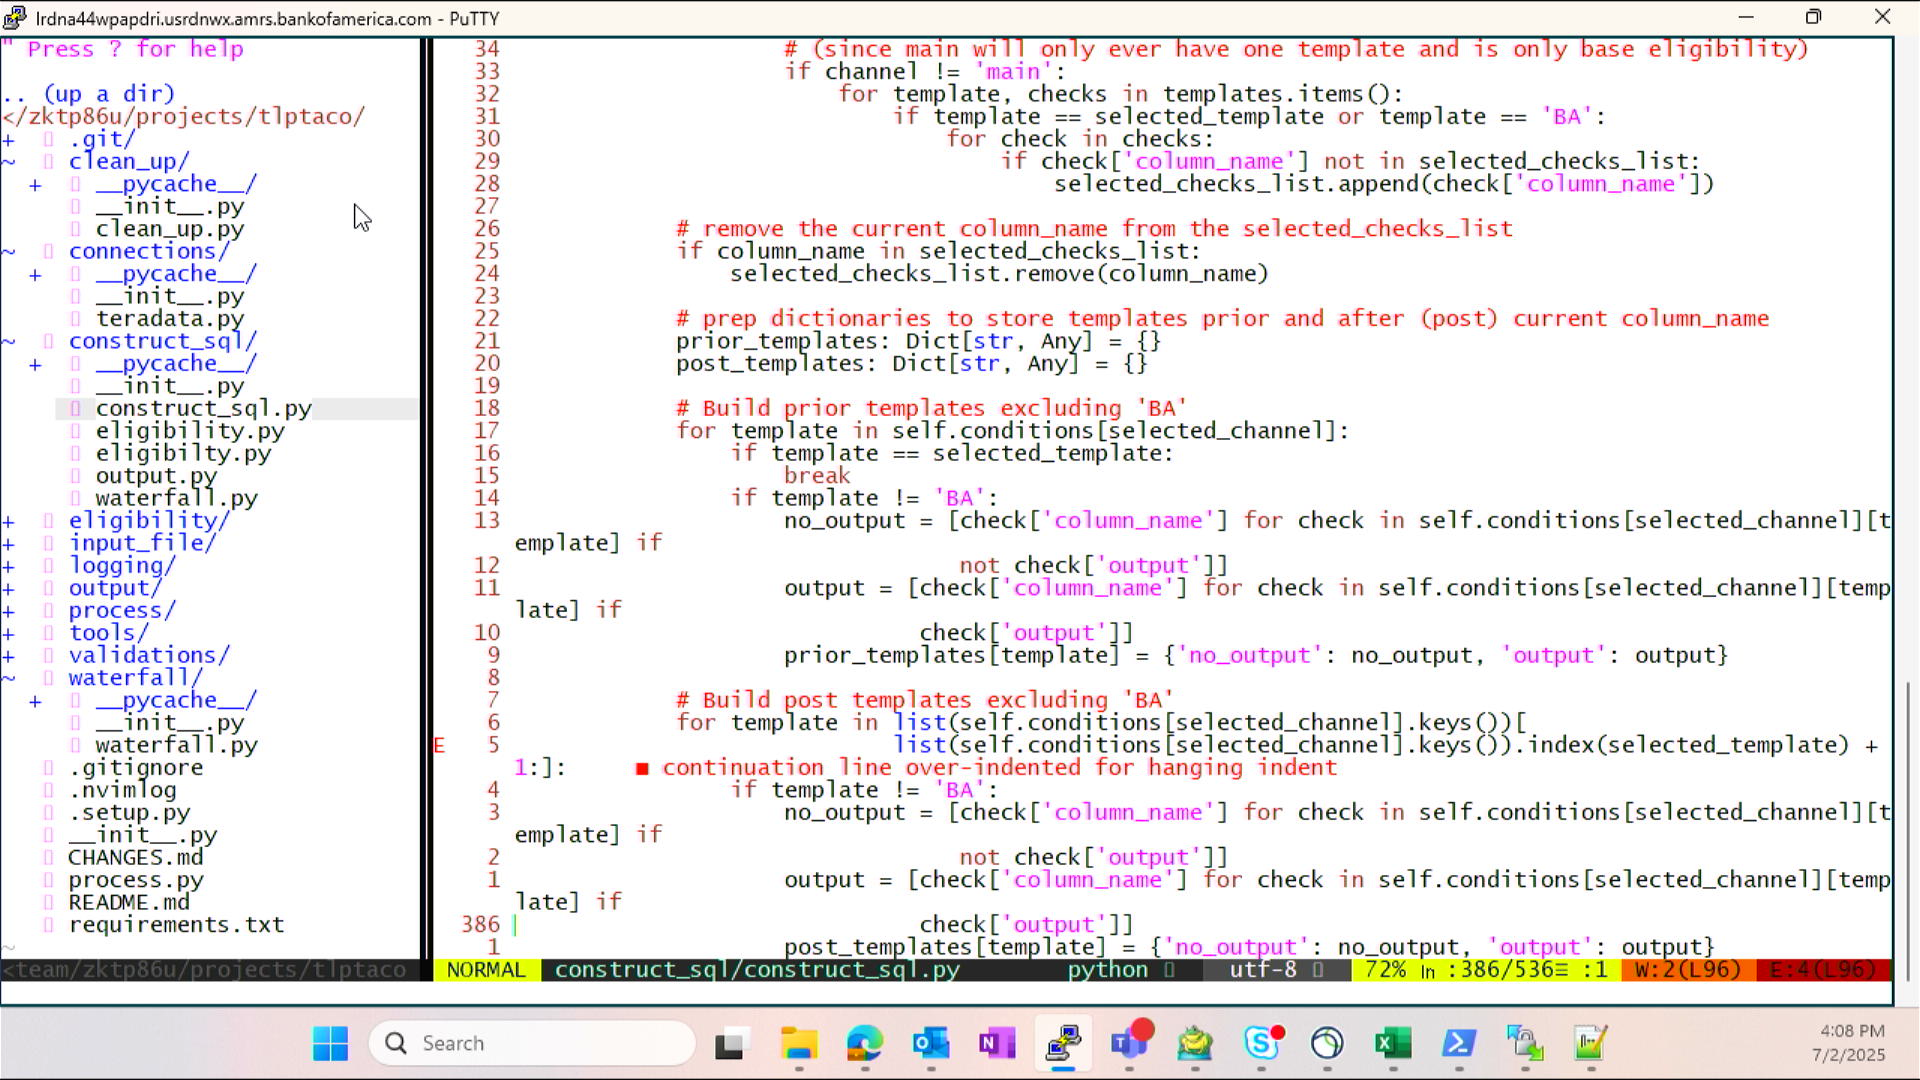 lrdna44wpapdri.usrdnwx.amrs.bankofamerica.com - PuTTY
" Press ? for help
.. (up a dir)
</zktp86u/projects/tlptaco/
+ .git/
~ clean_up/
+ __pycache__/
__init__.py
clean_up.py
~ connections/
+ __pycache__/
__init__.py
teradata.py
~ construct_sql/
+ __pycache__/
__init__.py
construct_sql.py
eligibility.py
eligibilty.py
output.py
waterfall.py
+ eligibility/
+ input_file/
+ logging/
+ output/
+ process/
+ tools/
+ validations/
~ waterfall/
+ __pycache__/
__init__.py
waterfall.py
.gitignore
.nvimlog
.setup.py
__init__.py
CHANGES.md
process.py
README.md
requirements.txt
~
<team/zktp86u/projects/tlptaco
34 # (since main will only ever have one template and is only base eligibility)
33 if channel != 'main':
32 for template, checks in templates.items():
31 if template == selected_template or template == 'BA':
30 for check in checks:
29 if check['column_name'] not in selected_checks_list:
28 selected_checks_list.append(check['column_name'])
27
26 # remove the current column_name from the selected_checks_list
25 if column_name in selected_checks_list:
24 selected_checks_list.remove(column_name)
23
22 # prep dictionaries to store templates prior and after (post) current column_name
21 prior_templates: Dict[str, Any] = {}
20 post_templates: Dict[str, Any] = {}
19
18 # Build prior templates excluding 'BA'
17 for template in self.conditions[selected_channel]:
16 if template == selected_template:
15 break
14 if template != 'BA':
13 no_output = [check['column_name'] for check in self.conditions[selected_channel][t
emplate] if
12 not check['output']]
11 output = [check['column_name'] for check in self.conditions[selected_channel][temp
late] if
10 check['output']]
9 prior_templates[template] = {'no_output': no_output, 'output': output}
8
7 # Build post templates excluding 'BA'
6 for template in list(self.conditions[selected_channel].keys())[
E 5 list(self.conditions[selected_channel].keys()).index(selected_template) +
1:]: ■ continuation line over-indented for hanging indent
4 if template != 'BA':
3 no_output = [check['column_name'] for check in self.conditions[selected_channel][t
emplate] if
2 not check['output']]
1 output = [check['column_name'] for check in self.conditions[selected_channel][temp
late] if
386 check['output']]
1 post_templates[template] = {'no_output': no_output, 'output': output}
NORMAL construct_sql/construct_sql.py python utf-8 72% ln :386/536≡ :1 W:2(L96) E:4(L96)
Search
4:08 PM
7/2/2025